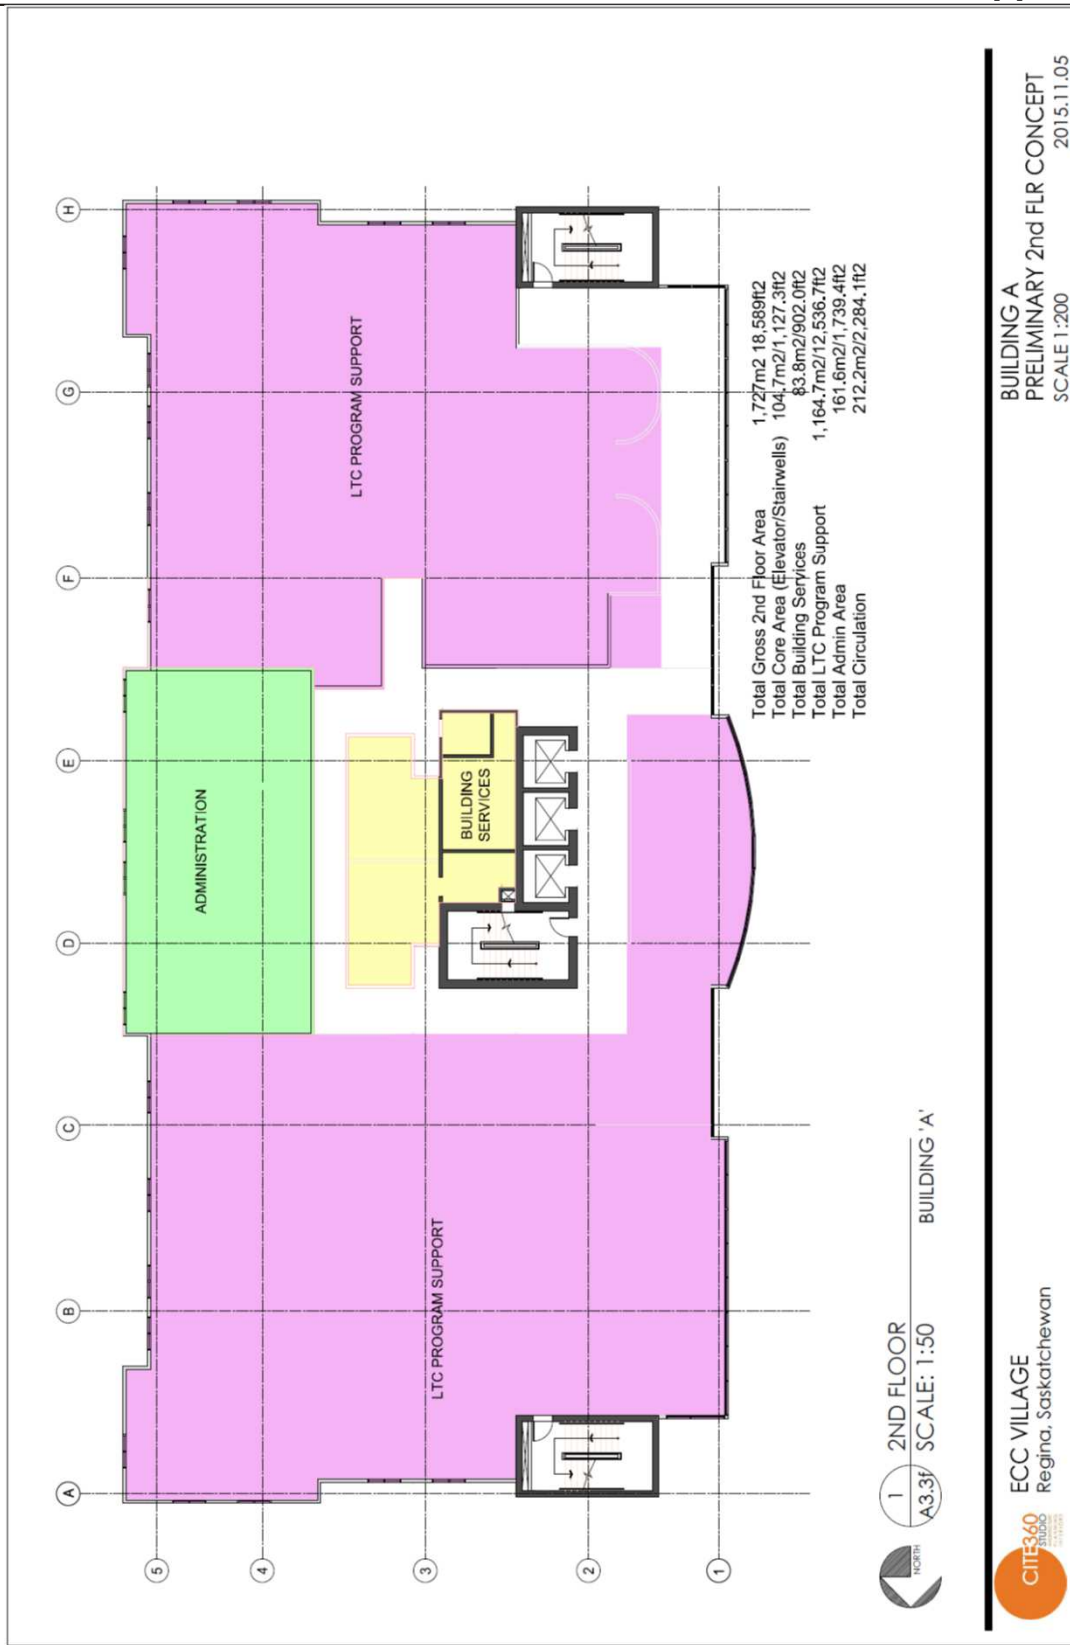 H
G
F
E
D
C
B
A
5
4
3
2
1
LTC PROGRAM SUPPORT
ADMINISTRATION
BUILDING
SERVICES
LTC PROGRAM SUPPORT
Total Gross 2nd Floor Area 1,727m2 18,589ft2
Total Core Area (Elevator/Stairwells) 104,7m2/1,127.3ft2
Total Building Services 83.8m2/902.0ft2
Total LTC Program Support 1,164.7m2/12,536.7ft2
Total Admin Area 161.6m2/1,739.4ft2
Total Circulation 212.2m2/2,284.1ft2
NORTH
1
A3.3f
2ND FLOOR
SCALE: 1:50 BUILDING 'A'
CITE360
STUDIO
ECC VILLAGE
Regina, Saskatchewan
BUILDING A
PRELIMINARY 2nd FLR CONCEPT
SCALE 1:200 2015.11.05